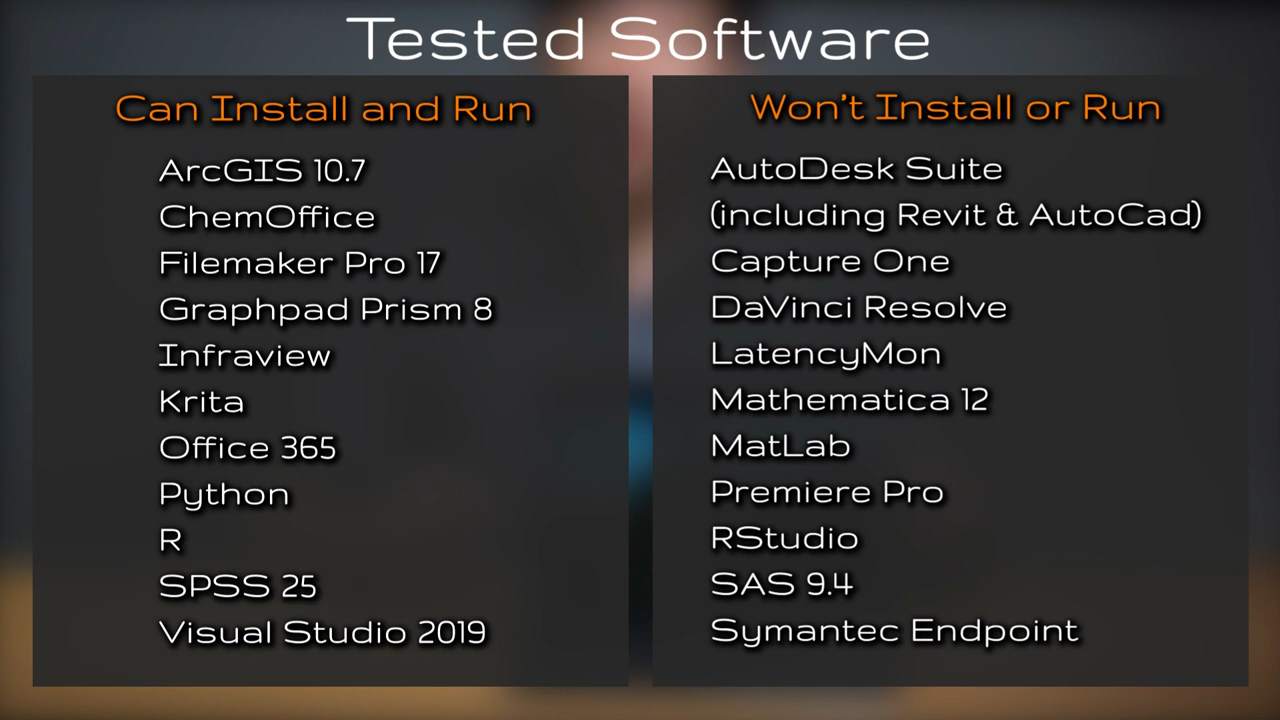 Tested Software
Can Install and Run
ArcGIS 10.7
ChemOffice
Filemaker Pro 17
Graphpad Prism 8
Infraview
Krita
Office 365
Python
R
SPSS 25
Visual Studio 2019
Won't Install or Run
AutoDesk Suite
(including Revit & AutoCad)
Capture One
DaVinci Resolve
LatencyMon
Mathematica 12
MatLab
Premiere Pro
RStudio
SAS 9.4
Symantec Endpoint